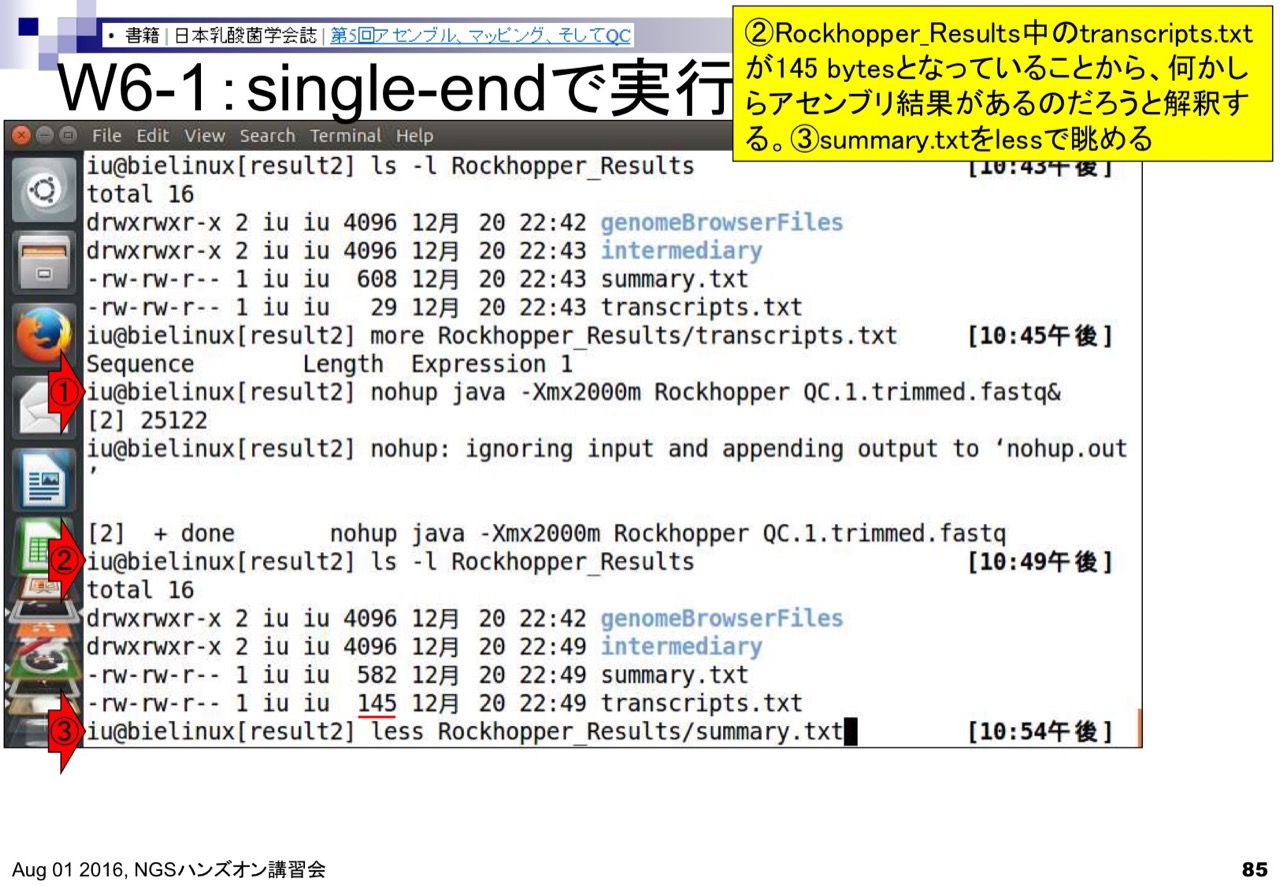 • 書籍 | 日本乳酸菌学会誌 | 第5回アセンブル、マッピング、そしてQC
W6-1：single-endで実行
②Rockhopper_Results中のtranscripts.txt
が145 bytesとなっていることから、何かし
らアセンブリ結果があるのだろうと解釈す
る。③summary.txtをlessで眺める
File Edit View Search Terminal Help
iu@bielinux[result2] ls -l Rockhopper_Results [10:43午後]
total 16
drwxrwxr-x 2 iu iu 4096 12月 20 22:42 genomeBrowserFiles
drwxrwxr-x 2 iu iu 4096 12月 20 22:43 intermediary
-rw-rw-r-- 1 iu iu 608 12月 20 22:43 summary.txt
-rw-rw-r-- 1 iu iu 29 12月 20 22:43 transcripts.txt
iu@bielinux[result2] more Rockhopper_Results/transcripts.txt [10:45午後]
Sequence Length Expression 1
① iu@bielinux[result2] nohup java -Xmx2000m Rockhopper QC.1.trimmed.fastq&
[2] 25122
iu@bielinux[result2] nohup: ignoring input and appending output to ‘nohup.out
’
[2] + done nohup java -Xmx2000m Rockhopper QC.1.trimmed.fastq
② iu@bielinux[result2] ls -l Rockhopper_Results [10:49午後]
total 16
drwxrwxr-x 2 iu iu 4096 12月 20 22:42 genomeBrowserFiles
drwxrwxr-x 2 iu iu 4096 12月 20 22:49 intermediary
-rw-rw-r-- 1 iu iu 582 12月 20 22:49 summary.txt
-rw-rw-r-- 1 iu iu 145 12月 20 22:49 transcripts.txt
③ iu@bielinux[result2] less Rockhopper_Results/summary.txt [10:54午後]
Aug 01 2016, NGSハンズオン講習会
85